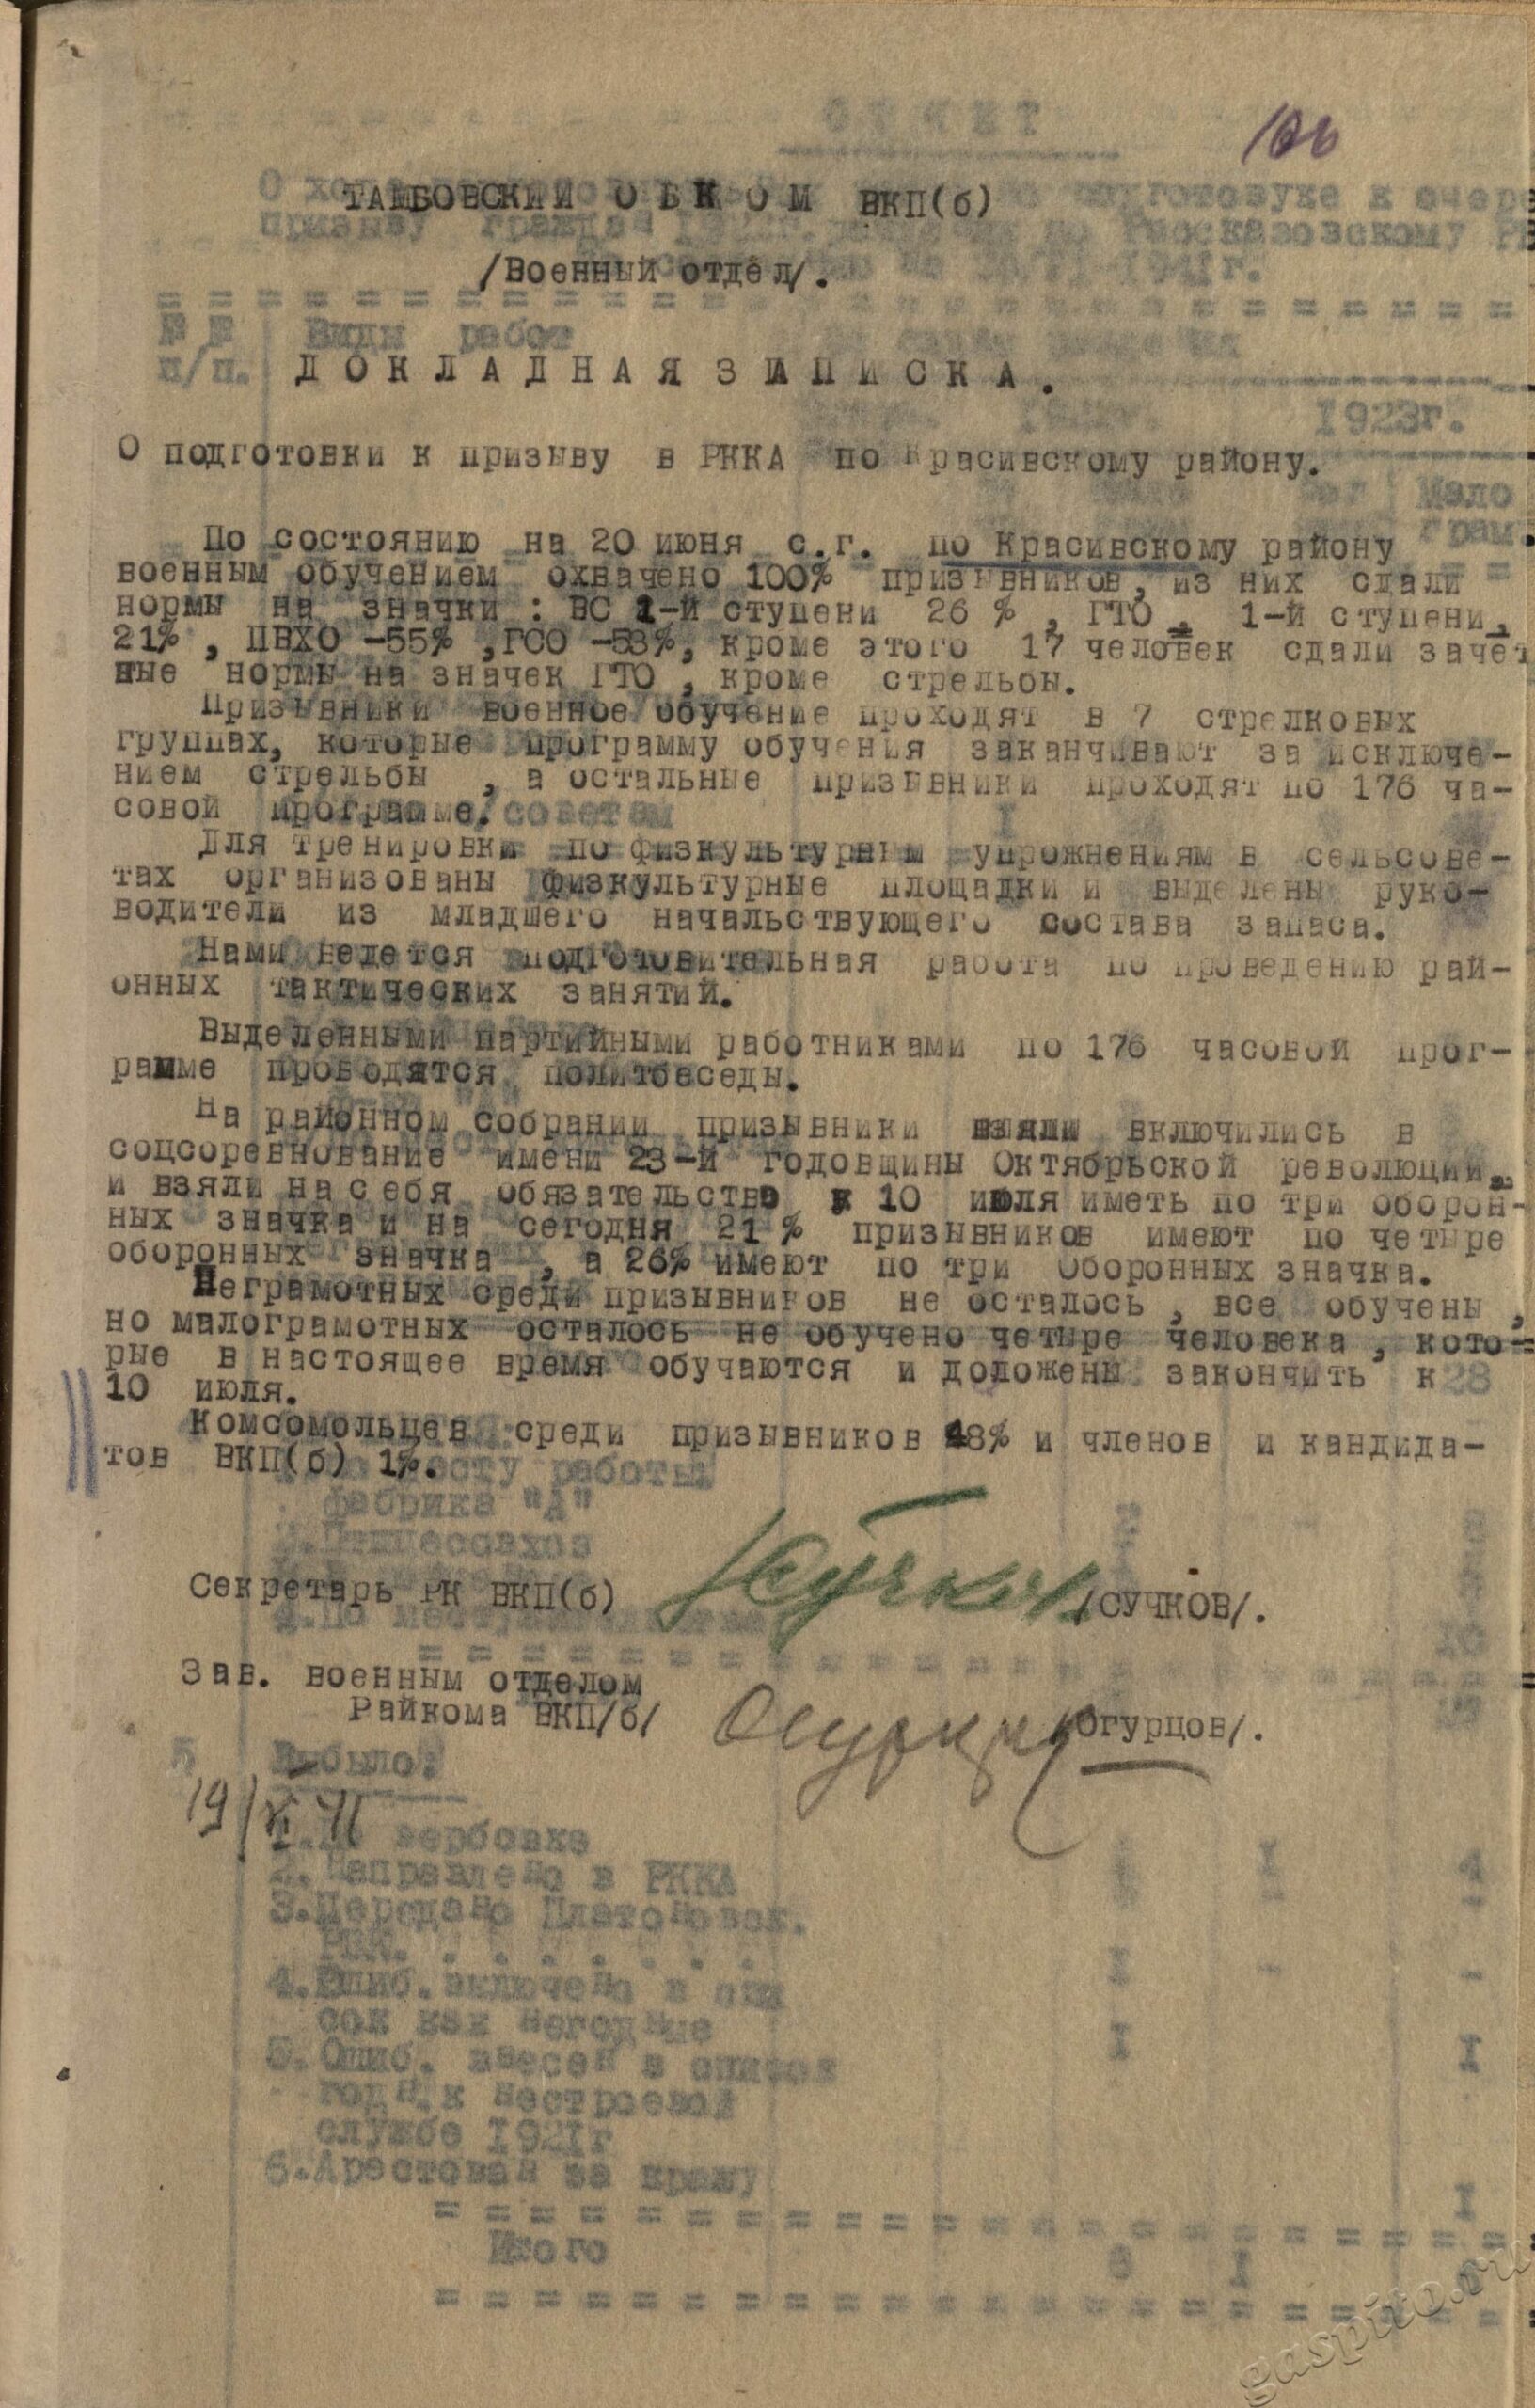 106
ТАМБОВСКИЙ О Б К О М ВКП(б)
/Военный отдел/.
Д О К Л А Д Н А Я З А П И С К А .
О подготовки к призыву в РККА по Красивскому району.
По состоянию на 20 июня с.г. по Красивскому району
военным обучением охвачено 100% призывников, из них сдали
нормы на значки : ВС 1-й ступени 26 % , ГТО , 1-й ступени,
21% , ПВХО -55% ,ГСО -53%, кроме этого 17 человек сдали зачет
ные нормы на значек ГТО , кроме стрельбы.
Призывники военное обучение проходят в 7 стрелковых
группах, которые программу обучения заканчивают за исключе-
нием стрельбы , а остальные призывники проходят по 176 ча-
совой программе.
Для тренировки по физкультурным упрожнениям в сельсове-
тах организованы физкультурные площадки и выделены руко-
водители из младшего начальствующего состава запаса.
Нами ведется подготовительная работа по проведению рай-
онных тактических занятий.
Выделенными партийными работниками по 176 часовой прог-
рамме проводятся политбеседы.
На районном собрании призывники взяли включились в
соцсоревнование имени 23-й годовщины Октябрьской революции
и взяли на себя обязательство к 10 июля иметь по три оборон-
ных значка и на сегодня 21 % призывников имеют по четыре
оборонных значка , а 26% имеют по три оборонных значка.
Неграмотных среди призывников не осталось , все обучены ,
но малограмотных осталось не обучено четыре человека , кото-
рые в настоящее время обучаются и доложены закончить к
10 июля.
Комсомольцев среди призывников 48% и членов и кандида-
тов ВКП(б) 1%.
Секретарь РК ВКП(б) Сучков /СУЧКОВ/.
Зав. военным отделом
Райкома ВКП/б/ Огурцов /Огурцов/.
19/VI 41
gaspito.ru